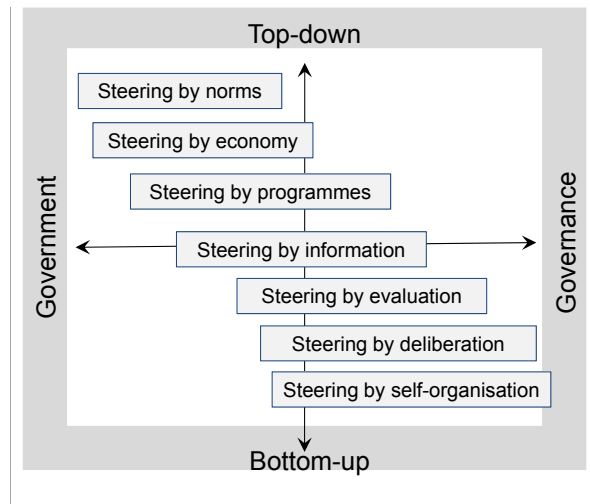 Top-down
Steering by norms
Steering by economy
Steering by programmes
Government
Steering by information
Governance
Steering by evaluation
Steering by deliberation
Steering by self-organisation
Bottom-up